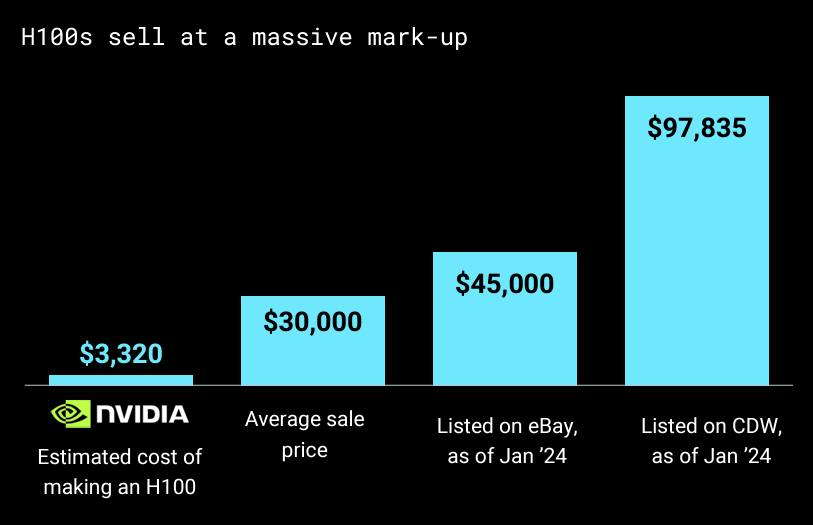 H100s sell at a massive mark-up
$3,320
$30,000
$45,000
$97,835
NVIDIA
Estimated cost of
making an H100
Average sale
price
Listed on eBay,
as of Jan ’24
Listed on CDW,
as of Jan ’24